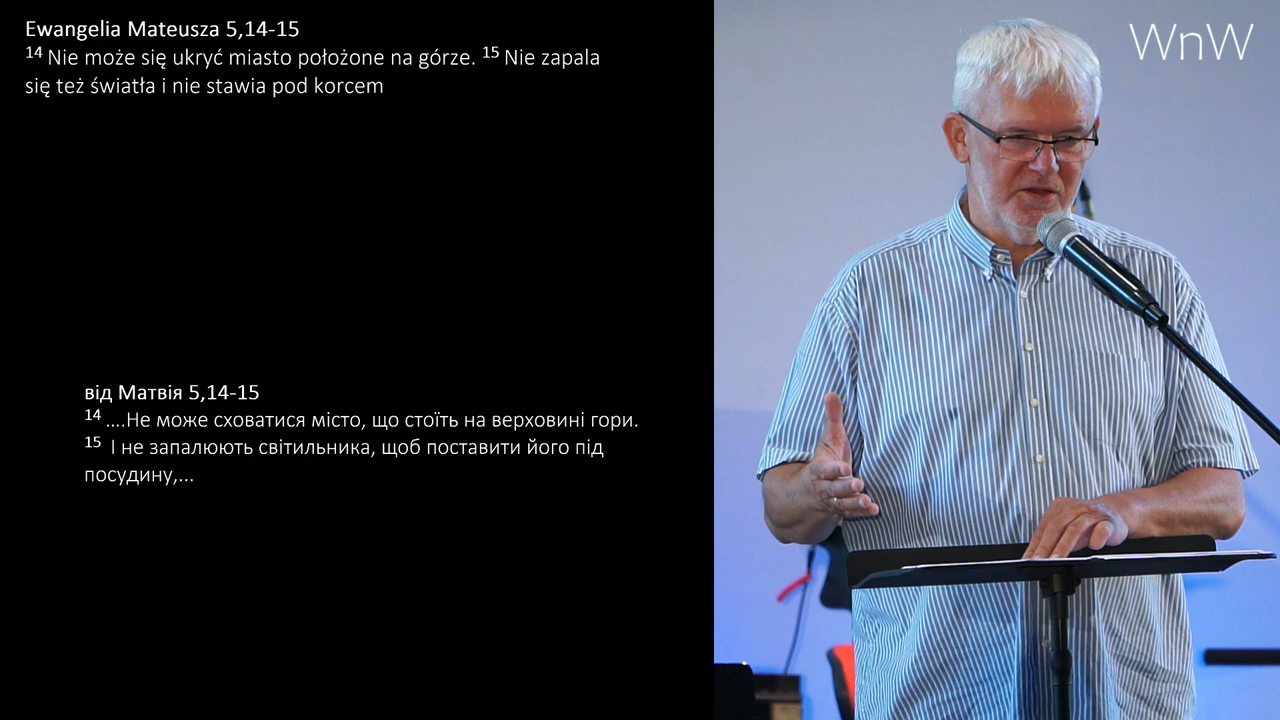 Ewangelia Mateusza 5,14-15
14 Nie może się ukryć miasto położone na górze. 15 Nie zapala
się też światła i nie stawia pod korcem
WnW
від Матвія 5,14-15
14 ....Не може сховатися місто, що стоїть на верховині гори.
15 І не запалюють світильника, щоб поставити його під
посудину,...